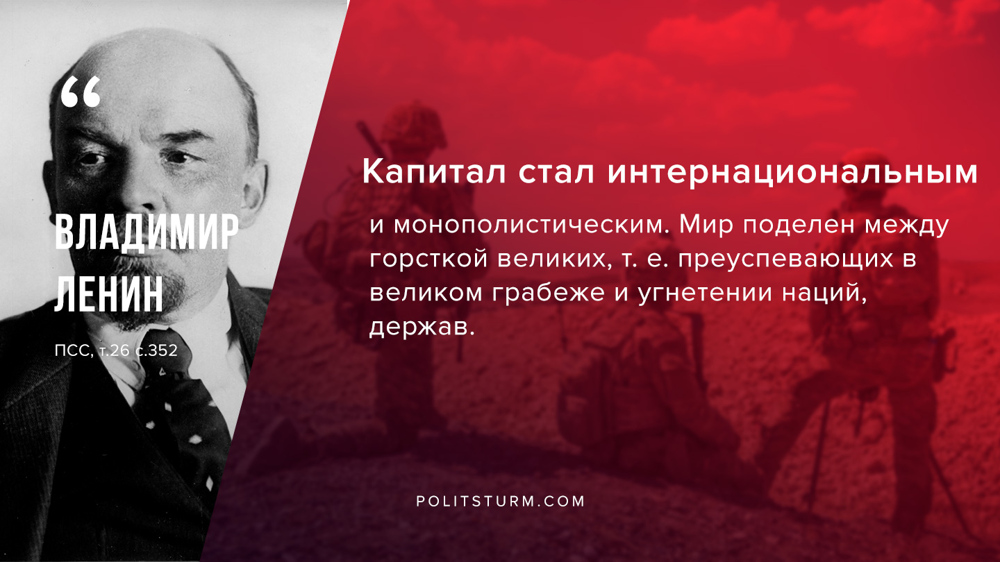 “
ВЛАДИМИР
ЛЕНИН
ПСС, т.26 с.352
Капитал стал интернациональным
и монополистическим. Мир поделен между
горсткой великих, т. е. преуспевающих в
великом грабеже и угнетении наций,
держав.
POLITSTURM.COM